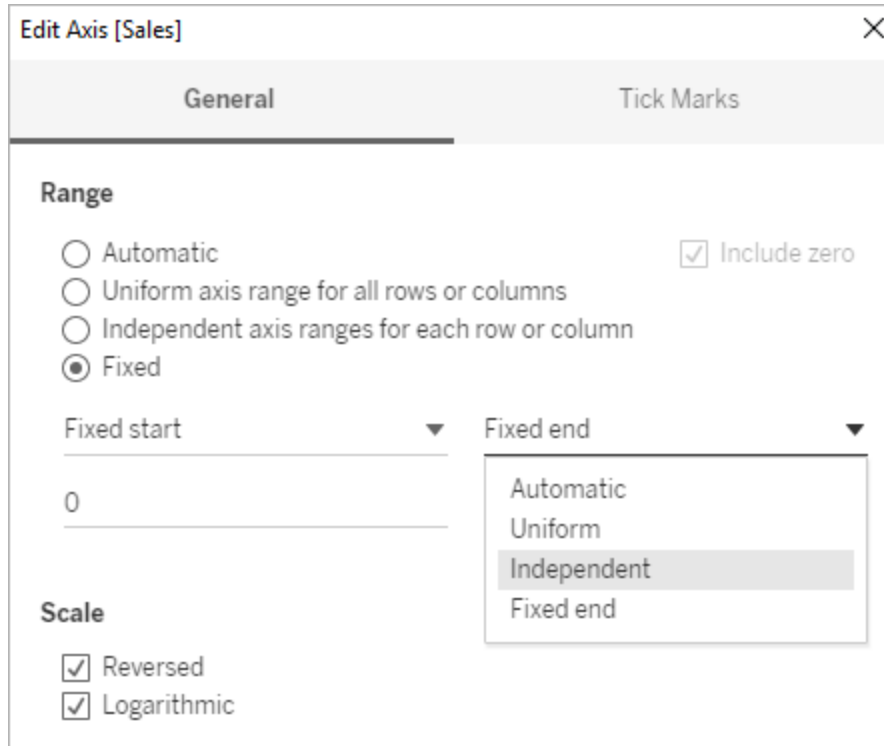 Edit Axis [Sales]
General Tick Marks
Range
Automatic Include zero
Uniform axis range for all rows or columns
Independent axis ranges for each row or column
Fixed
Fixed start Fixed end
0
Automatic
Uniform
Independent
Fixed end
Scale
Reversed
Logarithmic